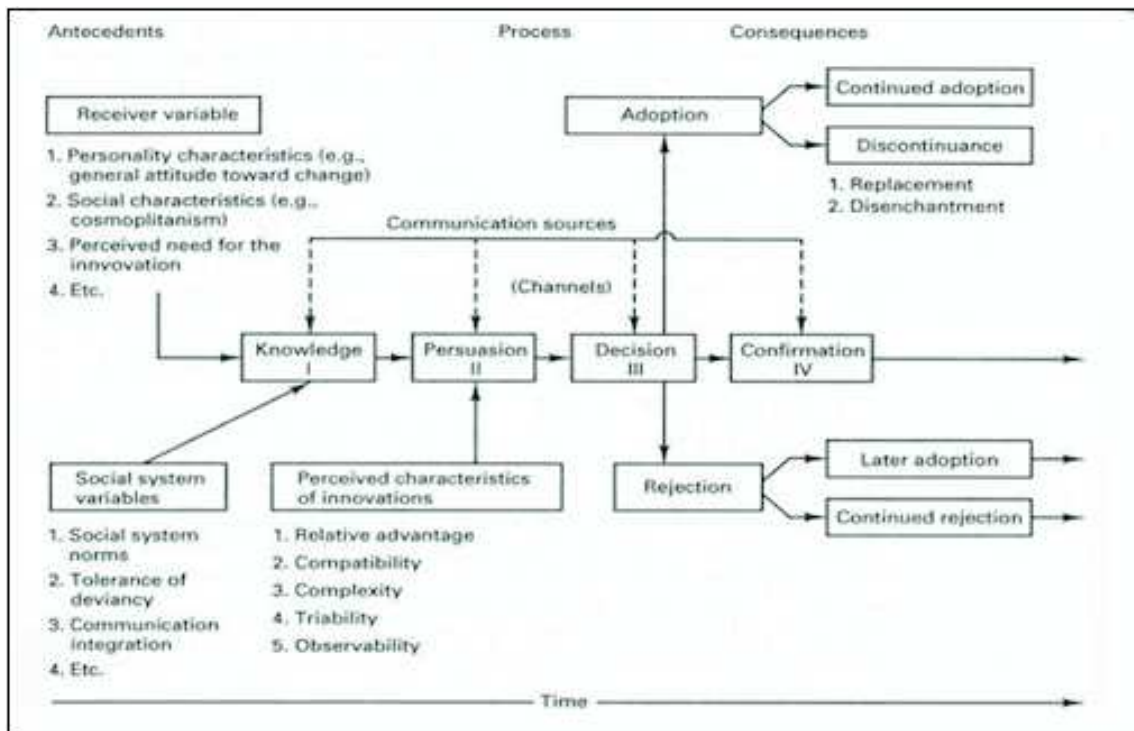 Antecedents
Process
Consequences
Receiver variable
1. Personality characteristics (e.g.,
general attitude toward change)
2. Social characteristics (e.g.,
cosmoplitanism)
3. Perceived need for the
innvovation
4. Etc.
Adoption
Continued adoption
Discontinuance
1. Replacement
2. Disenchantment
Communication sources
(Channels)
Knowledge
I
Persuasion
II
Decision
III
Confirmation
IV
Social system
variables
1. Social system
norms
2. Tolerance of
deviancy
3. Communication
integration
4. Etc.
Perceived characteristics
of innovations
1. Relative advantage
2. Compatibility
3. Complexity
4. Triability
5. Observability
Rejection
Later adoption
Continued rejection
Time